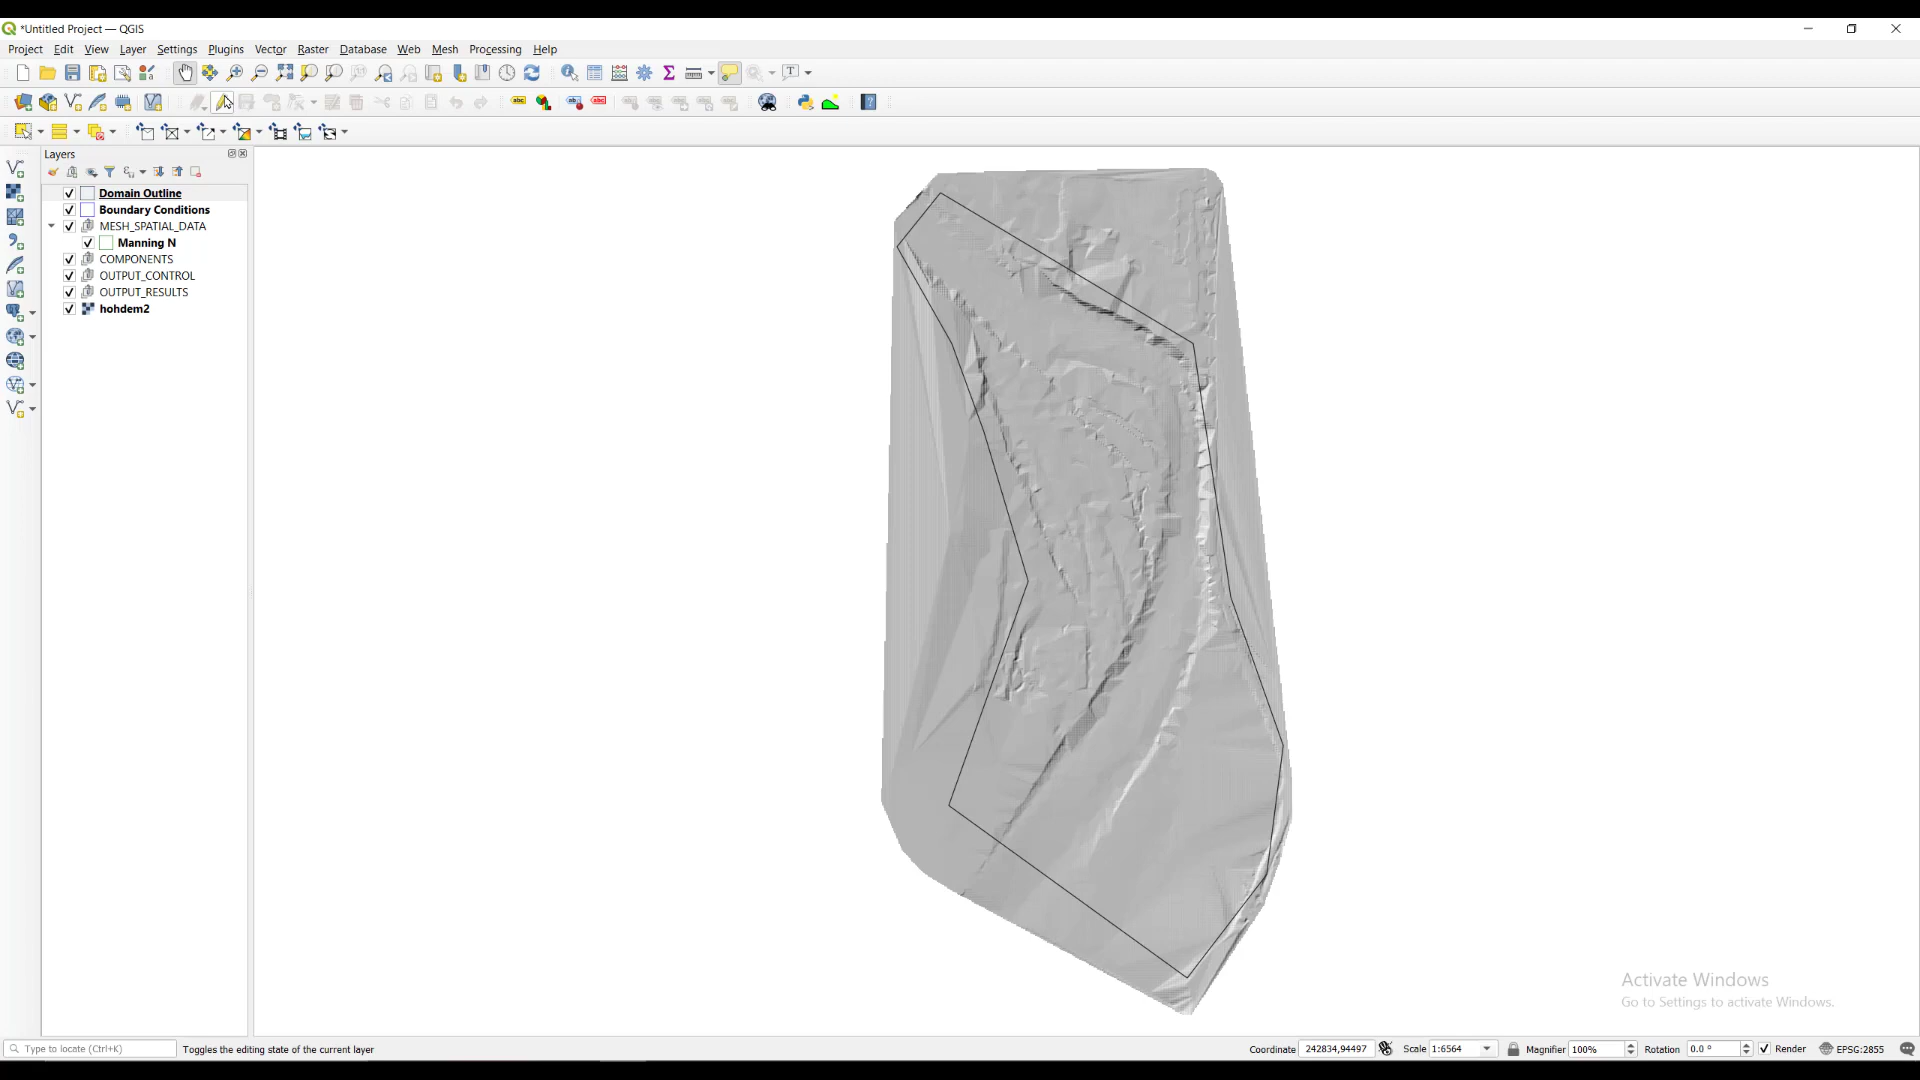 *Untitled Project — QGIS
Project Edit View Layer Settings Plugins Vector Raster Database Web Mesh Processing Help
Layers
Domain Outline
Boundary Conditions
MESH_SPATIAL_DATA
Manning N
COMPONENTS
OUTPUT_CONTROL
OUTPUT_RESULTS
hohdem2
Activate Windows
Go to Settings to activate Windows.
Type to locate (Ctrl+K) Toggles the editing state of the current layer Coordinate 242834,94497 Scale 1:6564 Magnifier 100% Rotation 0.0 ° Render EPSG:2855